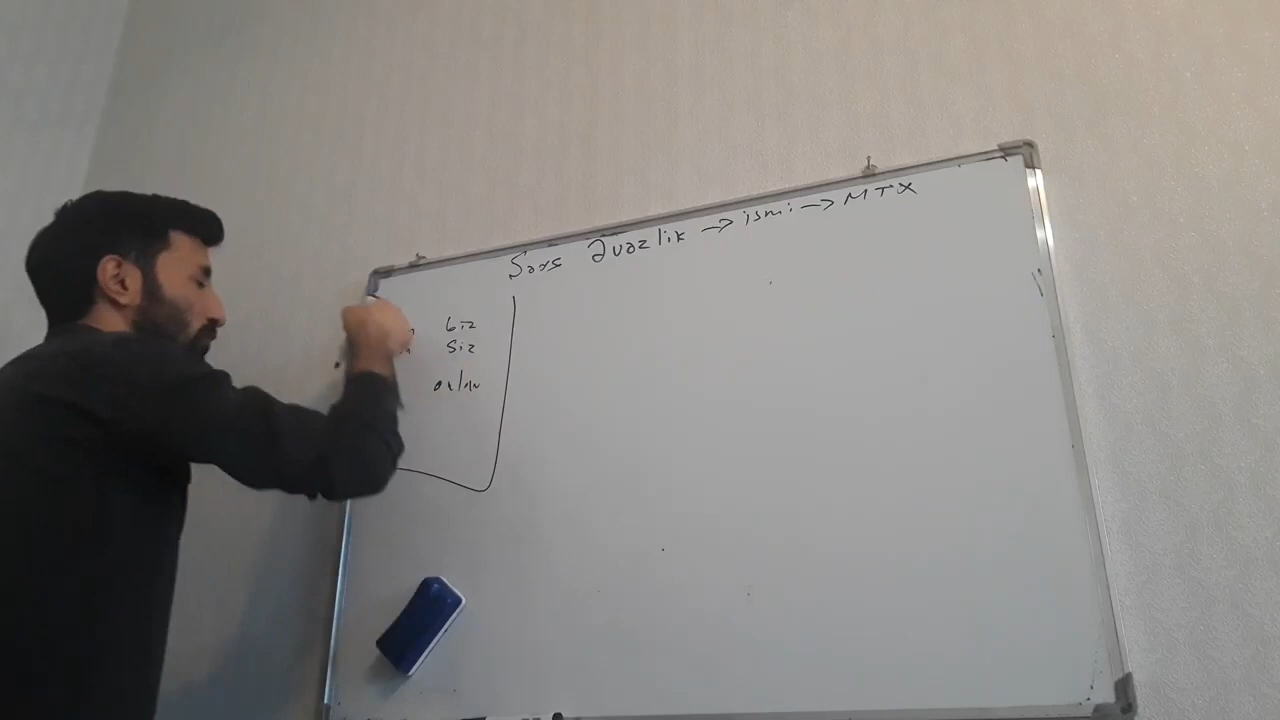 Şəxs Əvəzlik → ismi → MTX
biz
siz
onlar